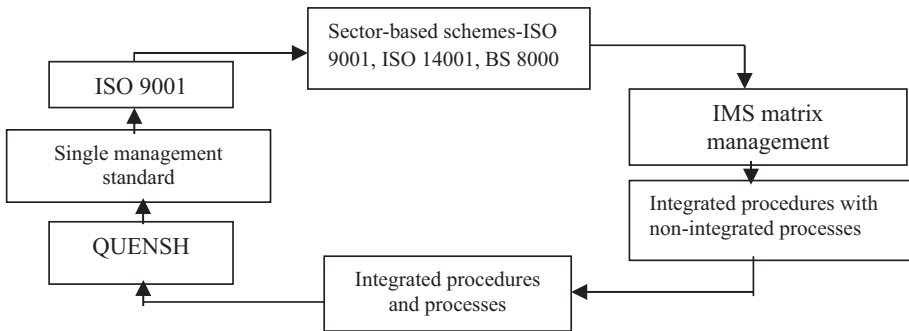 Sector-based schemes-ISO
9001, ISO 14001, BS 8000
ISO 9001
IMS matrix
management
Single management
standard
Integrated procedures with
non-integrated processes
QUENSH
Integrated procedures
and processes